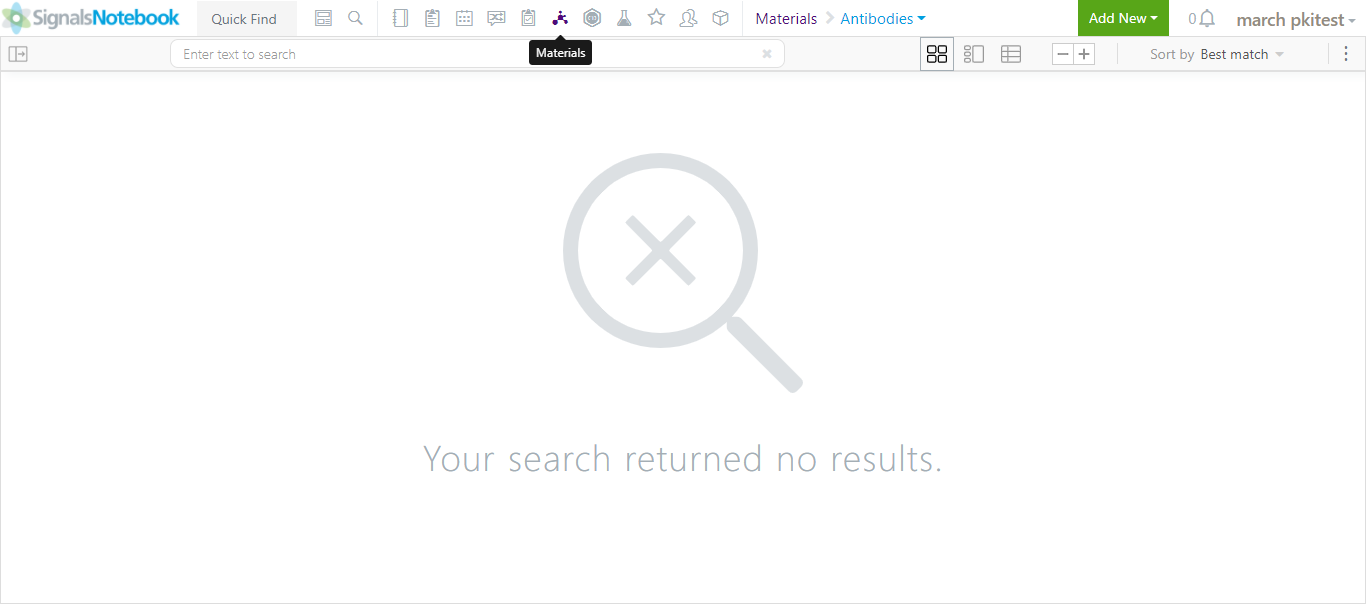 SignalsNotebook Quick Find Materials Antibodies Add New 0 march pkitest
Enter text to search Materials Sort by Best match
Your search returned no results.